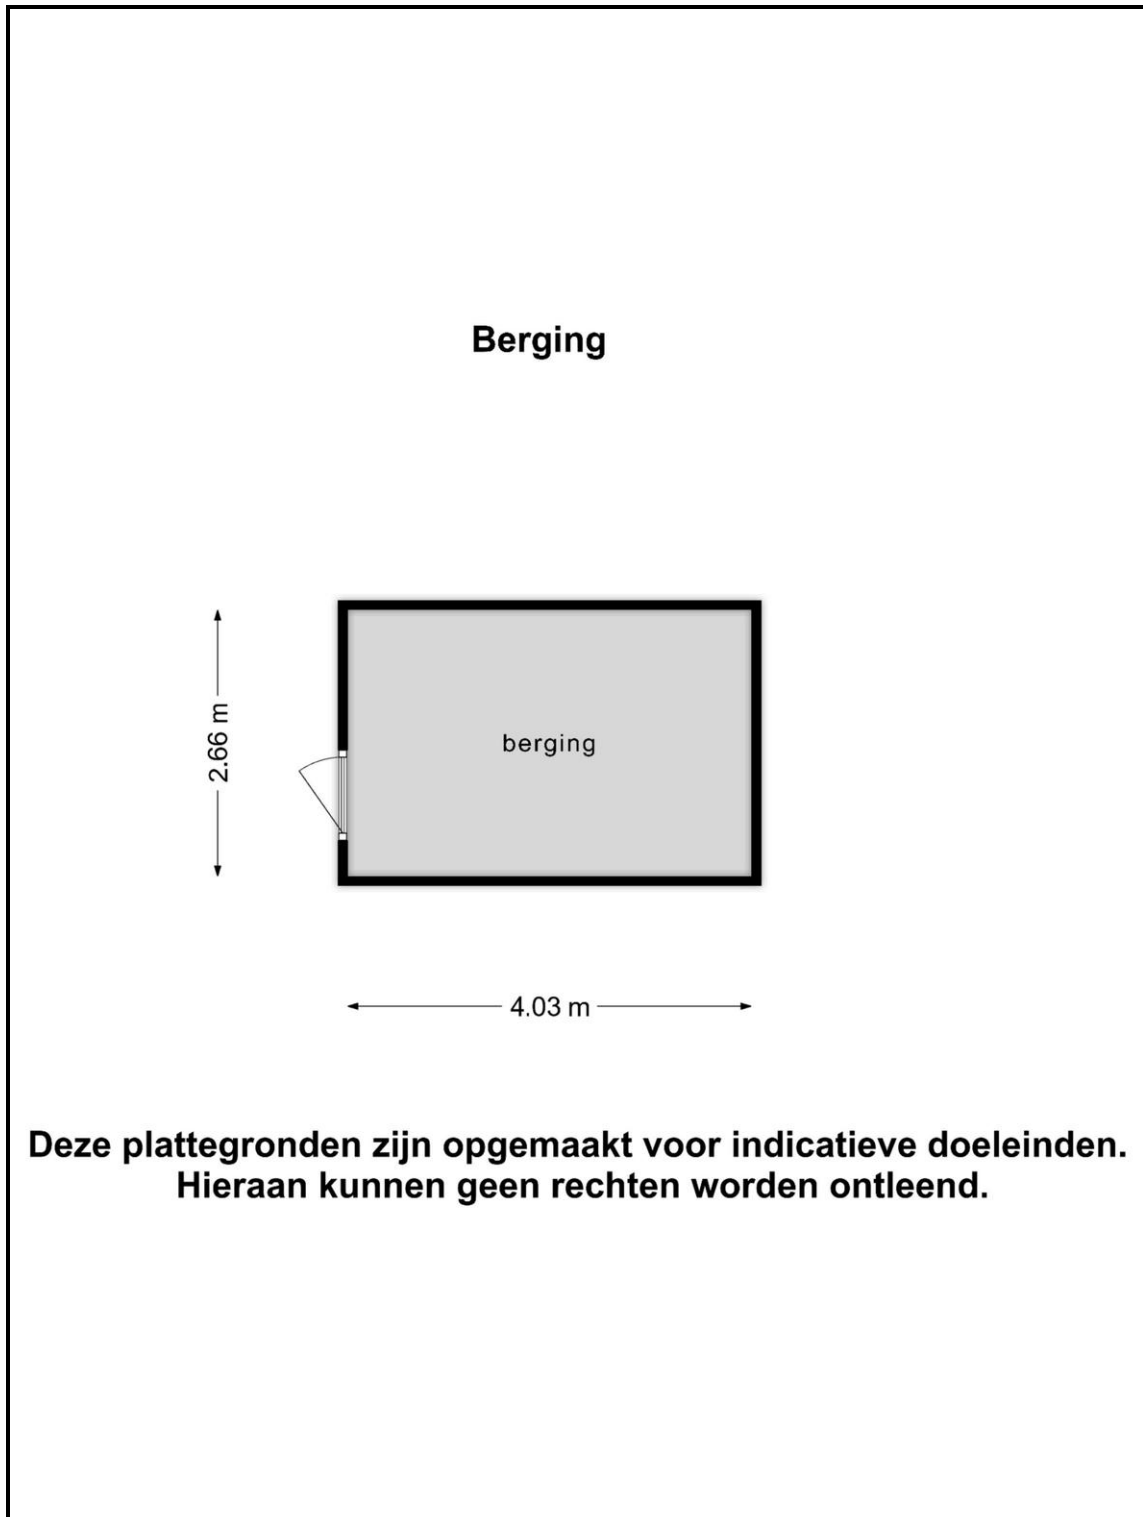 Berging
2.66 m
berging
4.03 m
Deze plattegronden zijn opgemaakt voor indicatieve doeleinden.
Hieraan kunnen geen rechten worden ontleend.